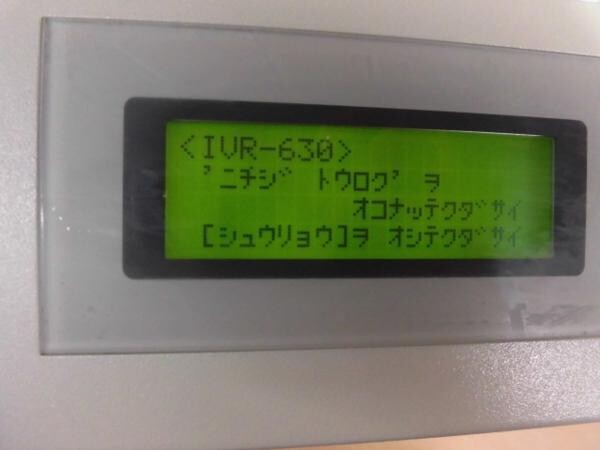 <IVR-630>
'ニチジ トウロク' ヲ
オコナッテクダサイ
[シュウリョウ]ヲ オシテクダサイ